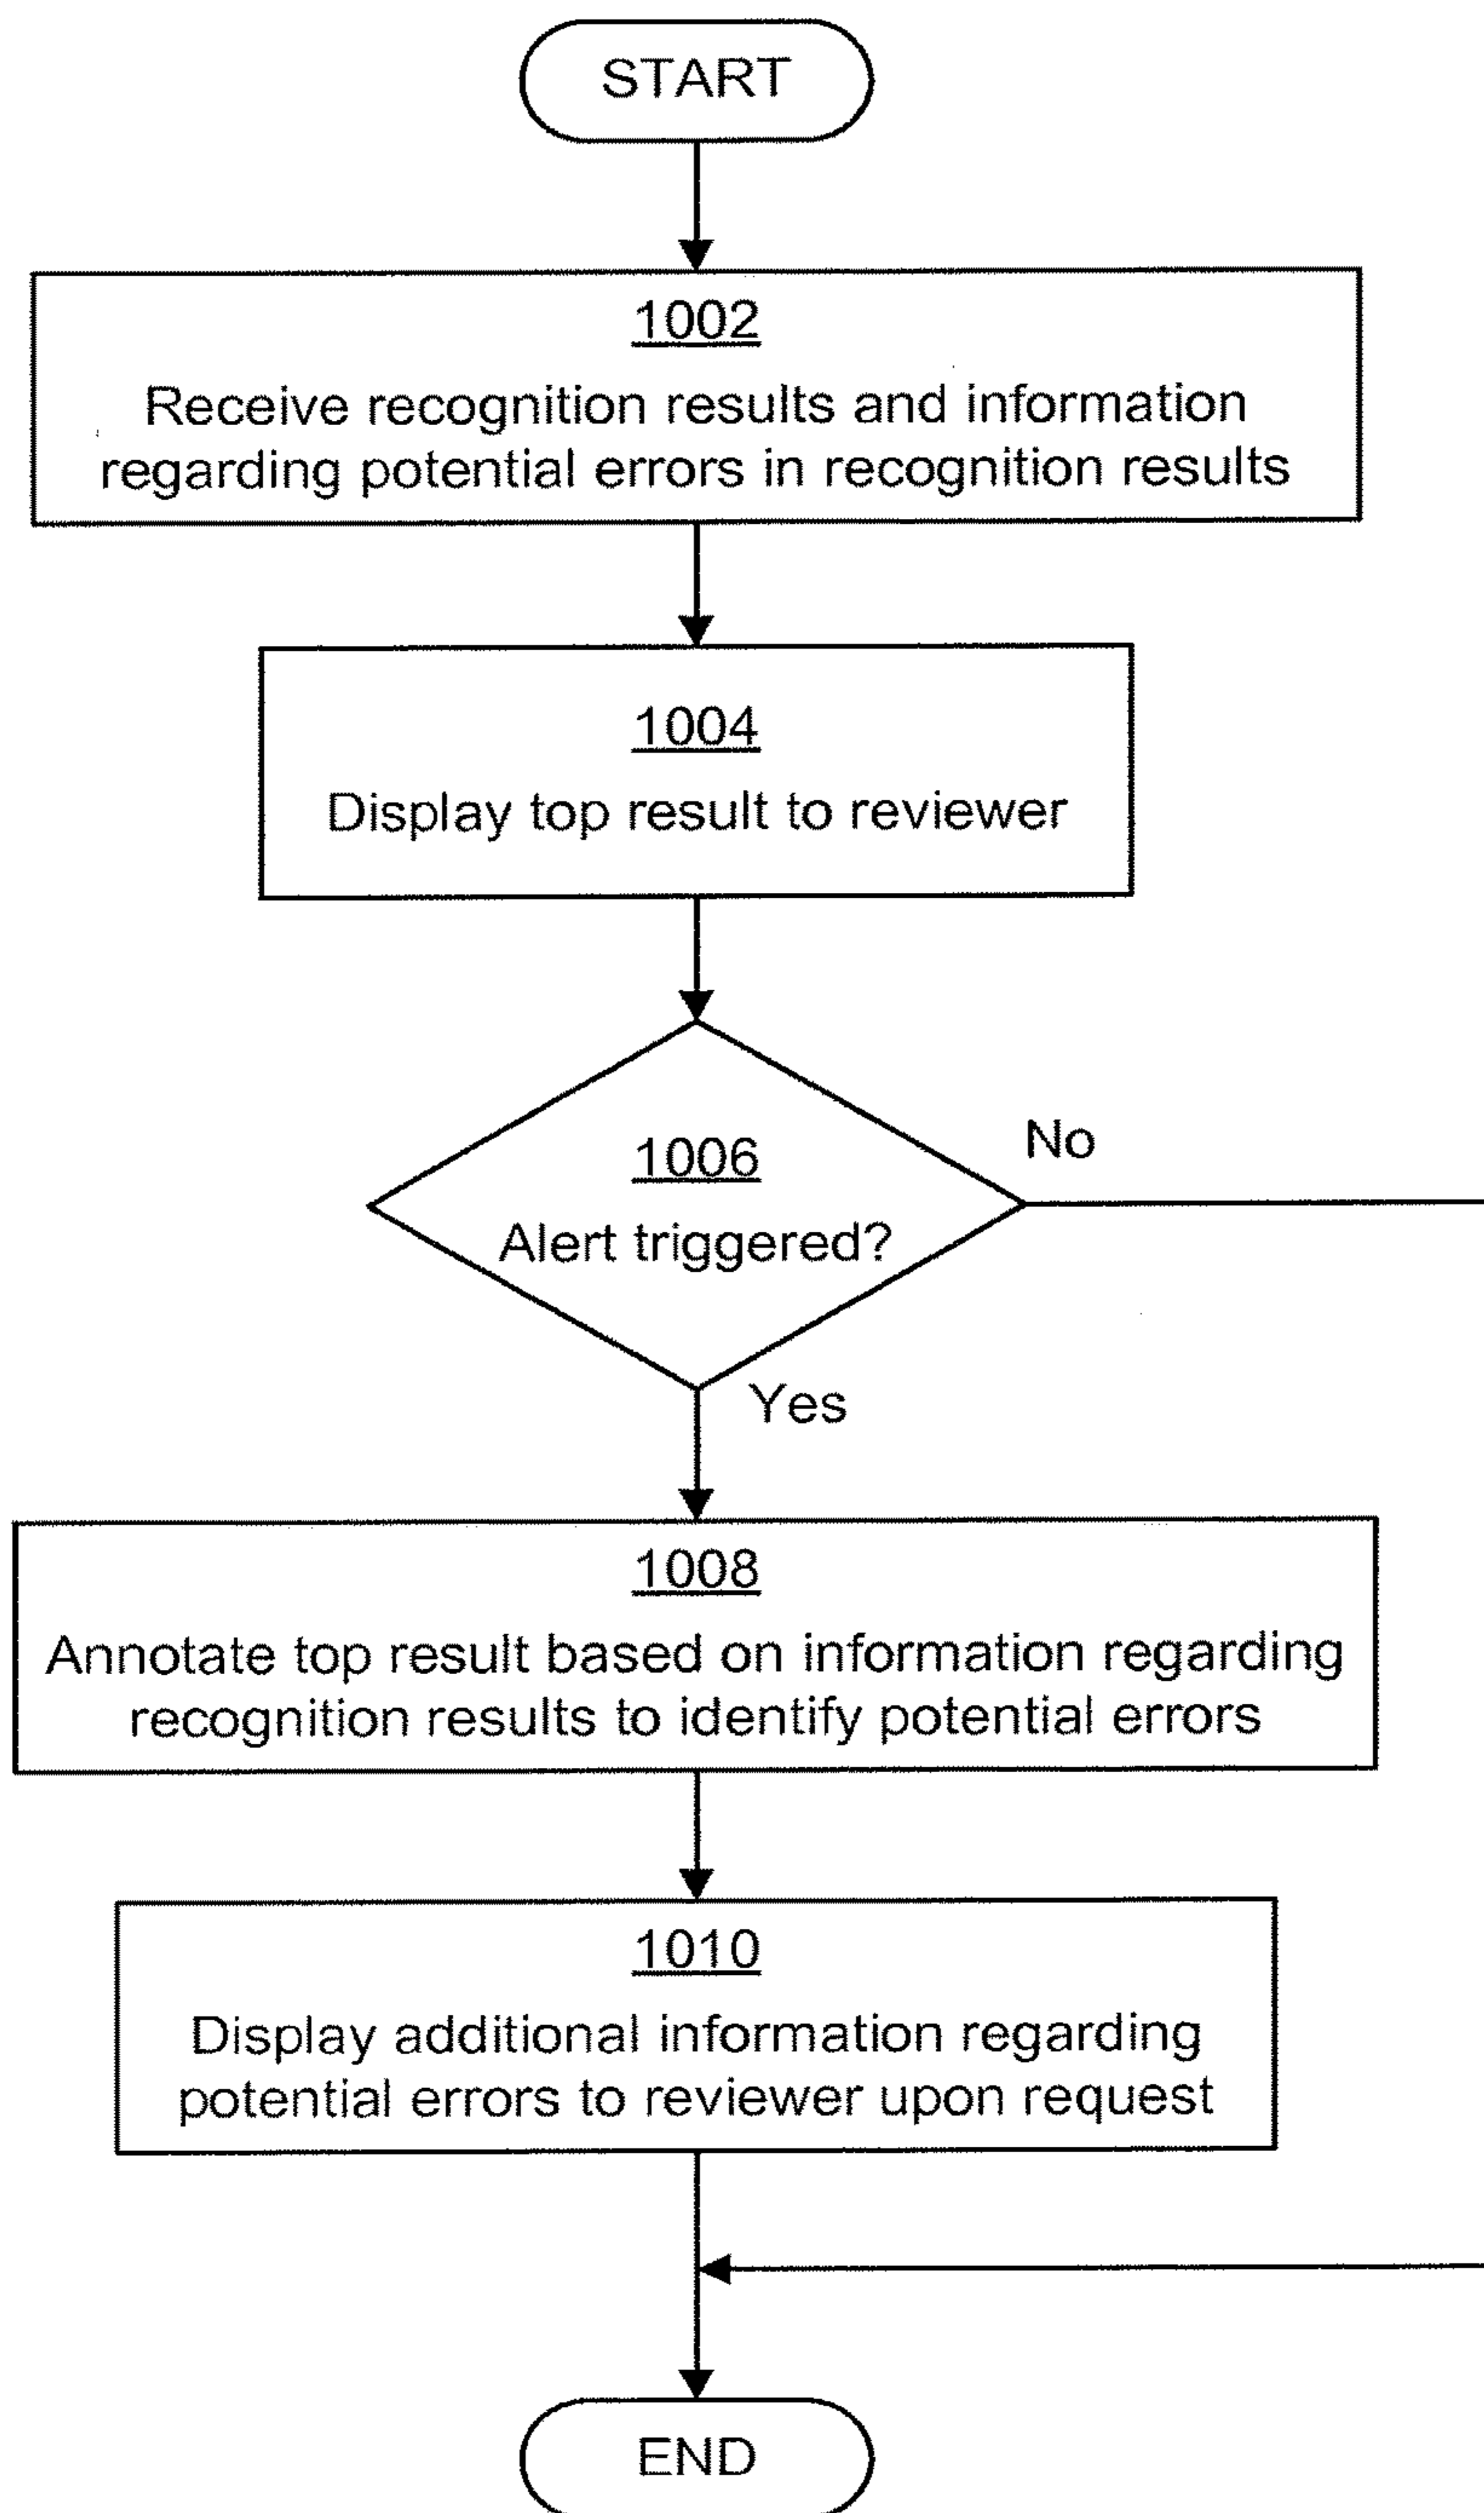 START
1002
Receive recognition results and information
regarding potential errors in recognition results
1004
Display top result to reviewer
1006
Alert triggered?
No
Yes
1008
Annotate top result based on information regarding
recognition results to identify potential errors
1010
Display additional information regarding
potential errors to reviewer upon request
END